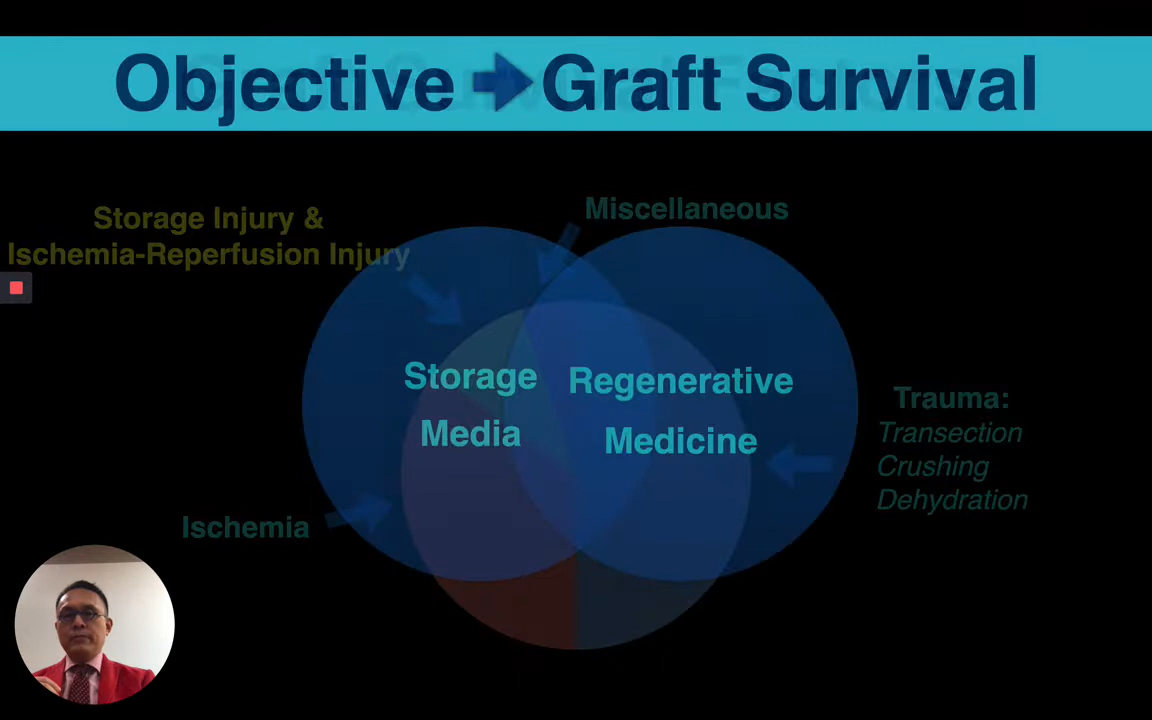 Objective Graft Survival
Storage Injury &
Ischemia-Reperfusion Injury
Miscellaneous
Storage
Media
Regenerative
Medicine
Trauma:
Transection
Crushing
Dehydration
Ischemia